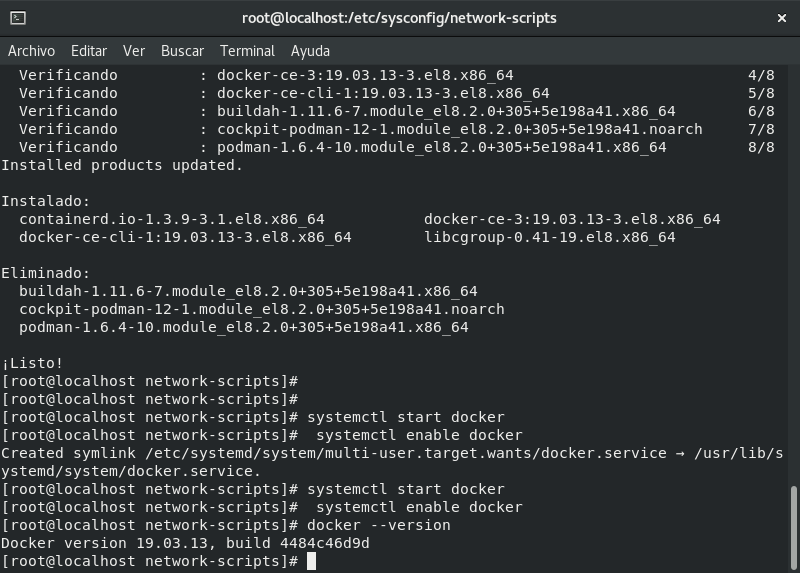 root@localhost:/etc/sysconfig/network-scripts
Archivo Editar Ver Buscar Terminal Ayuda
Verificando : docker-ce-3:19.03.13-3.el8.x86_64 4/8
Verificando : docker-ce-cli-1:19.03.13-3.el8.x86_64 5/8
Verificando : buildah-1.11.6-7.module_el8.2.0+305+5e198a41.x86_64 6/8
Verificando : cockpit-podman-12-1.module_el8.2.0+305+5e198a41.noarch 7/8
Verificando : podman-1.6.4-10.module_el8.2.0+305+5e198a41.x86_64 8/8
Installed products updated.
Instalado:
containerd.io-1.3.9-3.1.el8.x86_64 docker-ce-3:19.03.13-3.el8.x86_64
docker-ce-cli-1:19.03.13-3.el8.x86_64 libcgroup-0.41-19.el8.x86_64
Eliminado:
buildah-1.11.6-7.module_el8.2.0+305+5e198a41.x86_64
cockpit-podman-12-1.module_el8.2.0+305+5e198a41.noarch
podman-1.6.4-10.module_el8.2.0+305+5e198a41.x86_64
¡Listo!
[root@localhost network-scripts]#
[root@localhost network-scripts]#
[root@localhost network-scripts]# systemctl start docker
[root@localhost network-scripts]#  systemctl enable docker
Created symlink /etc/systemd/system/multi-user.target.wants/docker.service → /usr/lib/s
ystemd/system/docker.service.
[root@localhost network-scripts]# systemctl start docker
[root@localhost network-scripts]#  systemctl enable docker
[root@localhost network-scripts]# docker --version
Docker version 19.03.13, build 4484c46d9d
[root@localhost network-scripts]#